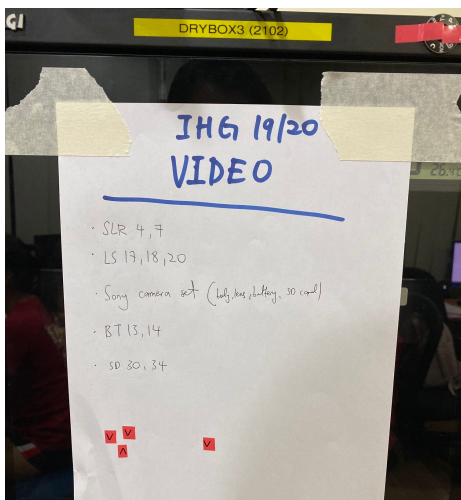 GI
DRYBOX3 (2102)
IHG 19/20
VIDEO
· SLR 4,7
· LS 17,18,20
· Sony camera set (body, lens, battery, SD card)
· BT 13,14
· SD 30, 34
V V
V
V